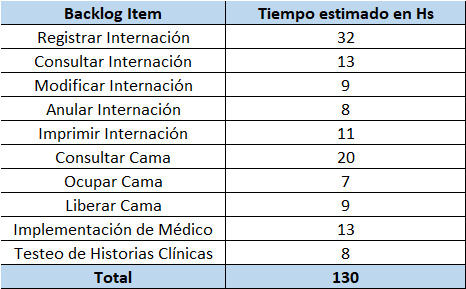 Backlog Item Tiempo estimado en Hs
Registrar Internación 32
Consultar Internación 13
Modificar Internación 9
Anular Internación 8
Imprimir Internación 11
Consultar Cama 20
Ocupar Cama 7
Liberar Cama 9
Implementación de Médico 13
Testeo de Historias Clínicas 8
Total 130